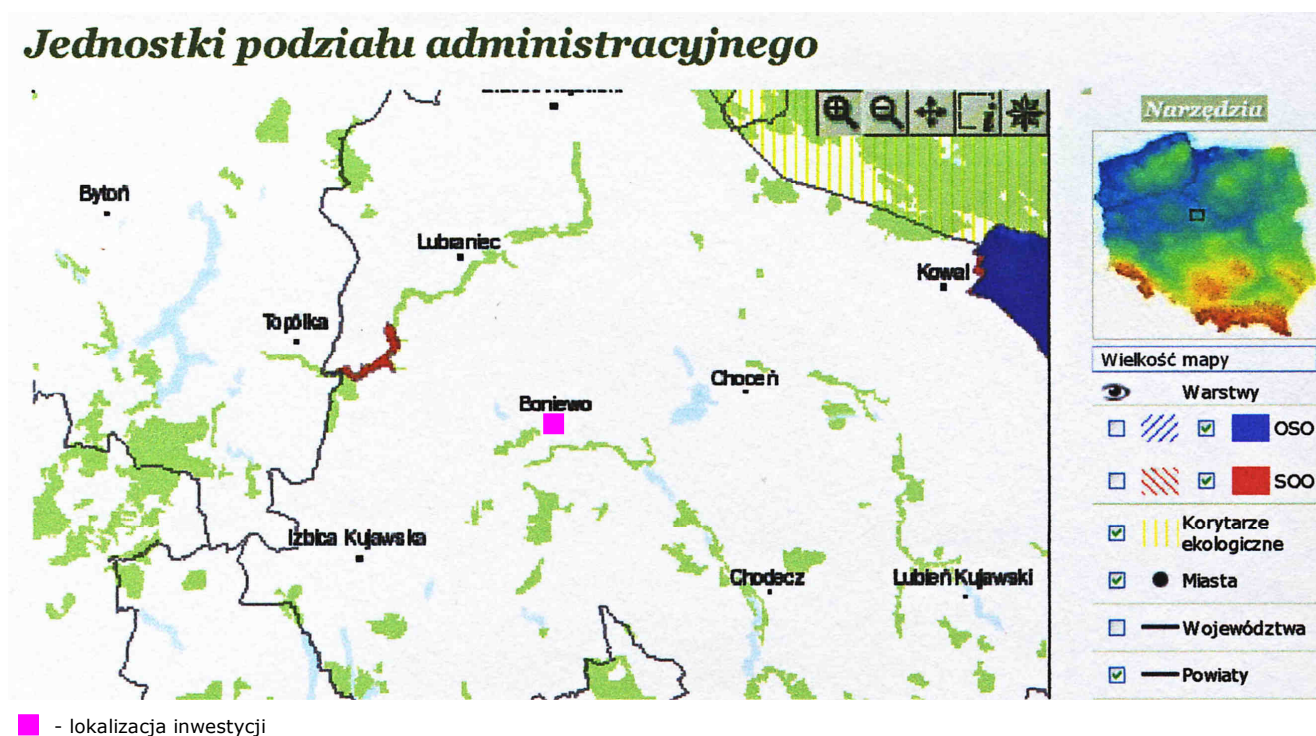 Jednostki podziału administracyjnego
Narzędzia
Bytoń
Lubraniec
Kowal
Topólka
Wielkość mapy
Choceń
Warstwy
Boniewo
OSO
SOO
Izbica Kujawska
Korytarze
ekologiczne
Chodecz
Lubień Kujawski
Miasta
Województwa
Powiaty
- lokalizacja inwestycji